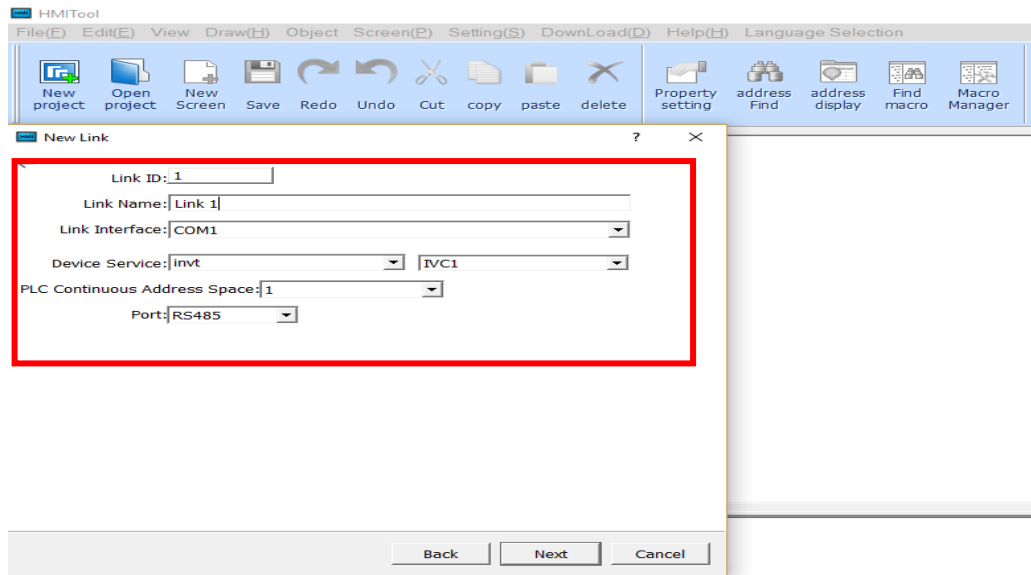 HMI HMITool
File(F) Edit(E) View Draw(H) Object Screen(P) Setting(S) DownLoad(D) Help(H) Language Selection
New project Open project New Screen Save Redo Undo Cut copy paste delete Property setting address Find address display Find macro Macro Manager
HMI New Link ? ×
Link ID: 1
Link Name: Link 1
Link Interface: COM1
Device Service: invt IVC1
PLC Continuous Address Space: 1
Port: RS485
Back Next Cancel